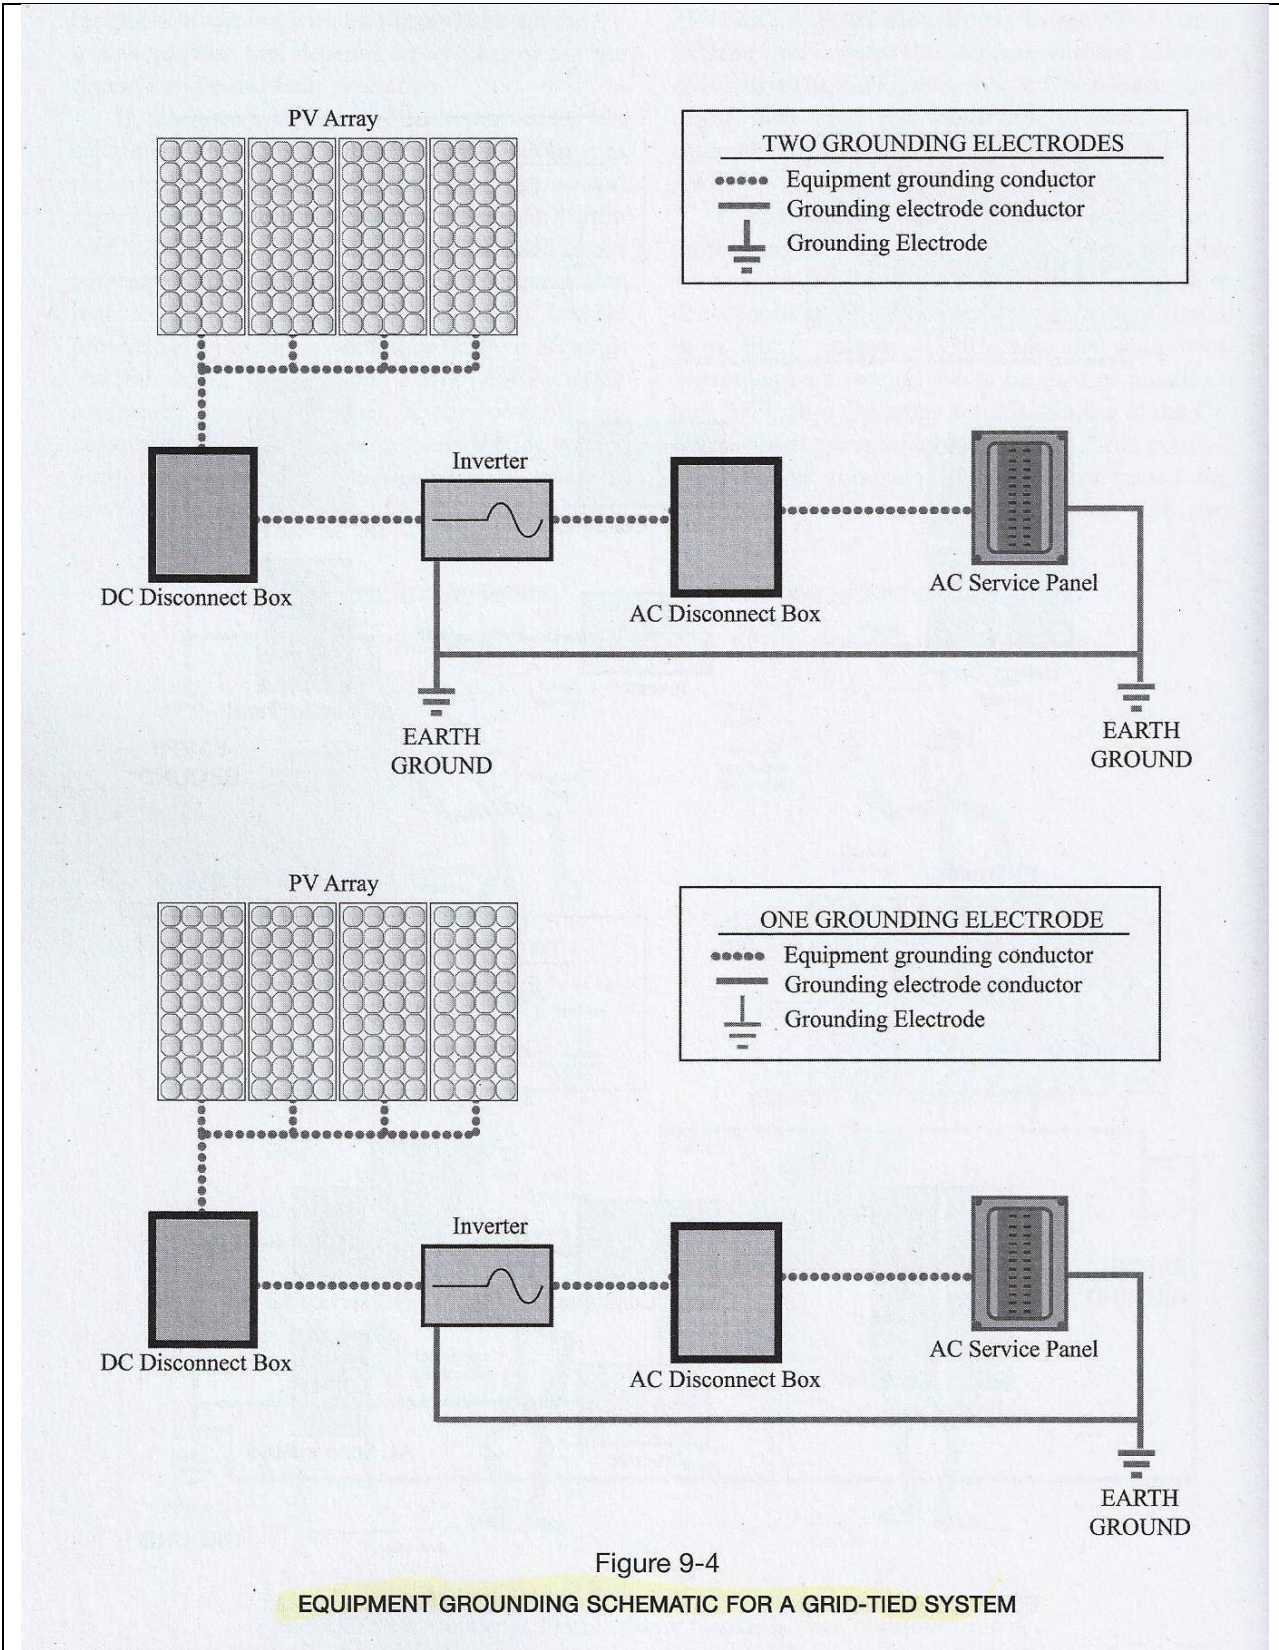 PV Array
TWO GROUNDING ELECTRODES
Equipment grounding conductor
Grounding electrode conductor
Grounding Electrode
Inverter
DC Disconnect Box
AC Disconnect Box
AC Service Panel
EARTH
GROUND
EARTH
GROUND
PV Array
ONE GROUNDING ELECTRODE
Equipment grounding conductor
Grounding electrode conductor
Grounding Electrode
Inverter
DC Disconnect Box
AC Disconnect Box
AC Service Panel
EARTH
GROUND
Figure 9-4
EQUIPMENT GROUNDING SCHEMATIC FOR A GRID-TIED SYSTEM